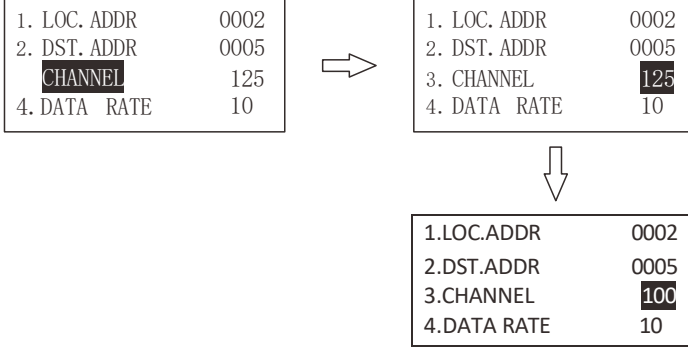 1. LOC. ADDR 0002
2. DST. ADDR 0005
CHANNEL 125
4. DATA RATE 10
1. LOC. ADDR 0002
2. DST. ADDR 0005
3. CHANNEL 125
4. DATA RATE 10
1.LOC.ADDR 0002
2.DST.ADDR 0005
3.CHANNEL 100
4.DATA RATE 10